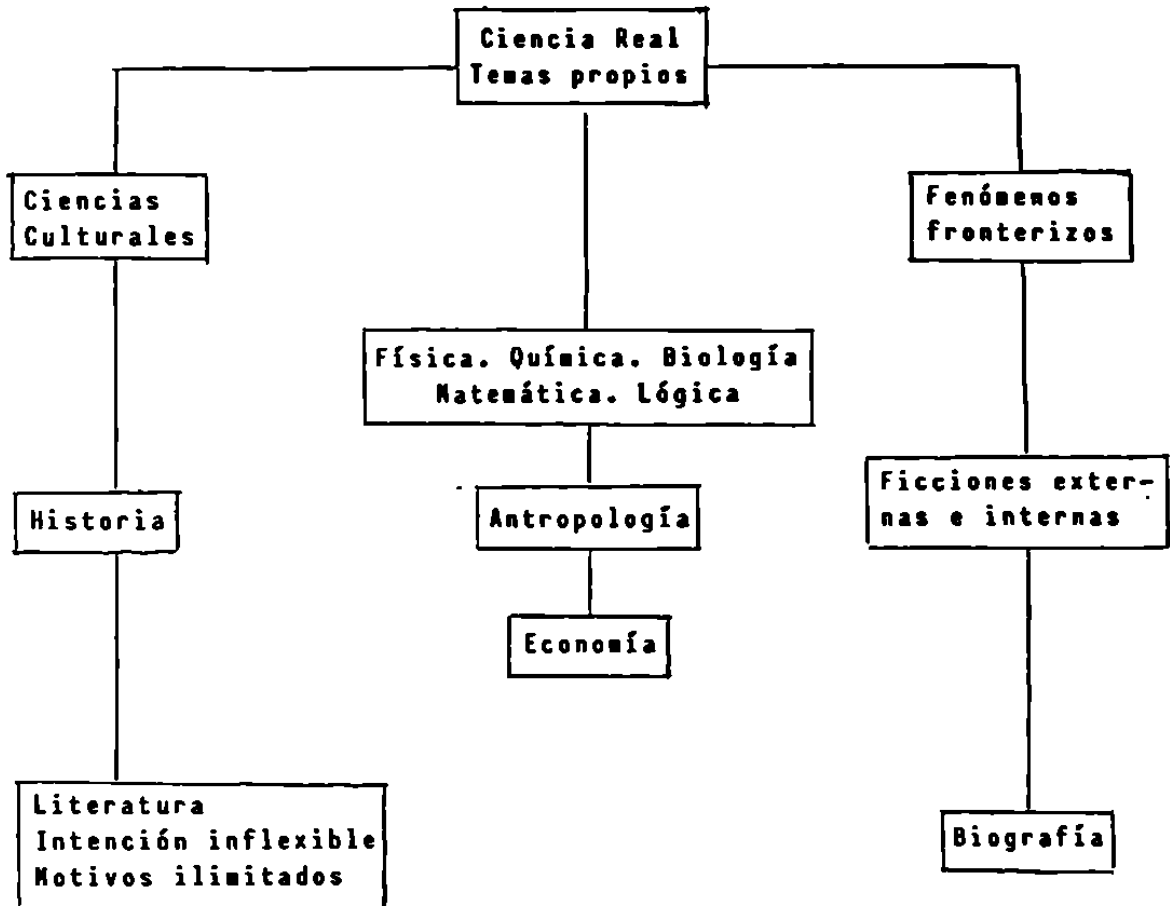 Ciencia Real
Temas propios
Ciencias
Culturales
Fenómenos
fronterizos
Física. Química. Biología
Matemática. Lógica
Historia
Antropología
Ficciones exter-
nas e internas
Economía
Literatura
Intención inflexible
Motivos ilimitados
Biografía